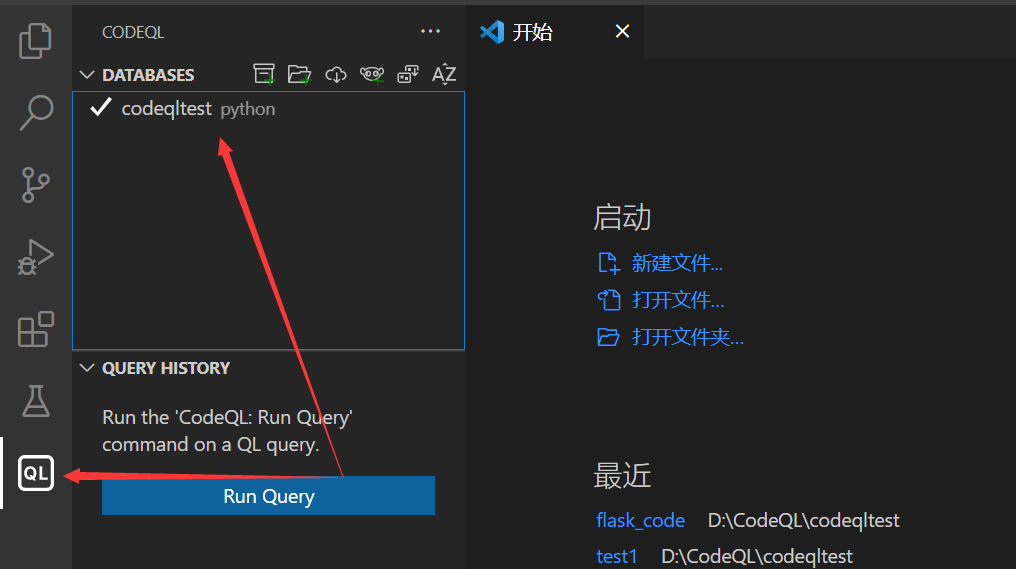 CODEQL
DATABASES
AZ
codeqltest python
QUERY HISTORY
Run the 'CodeQL: Run Query'
command on a QL query.
Run Query
QL
开始
启动
新建文件...
打开文件...
打开文件夹...
最近
flask_code D:\CodeQL\codeqltest
test1 D:\CodeQL\codeqltest